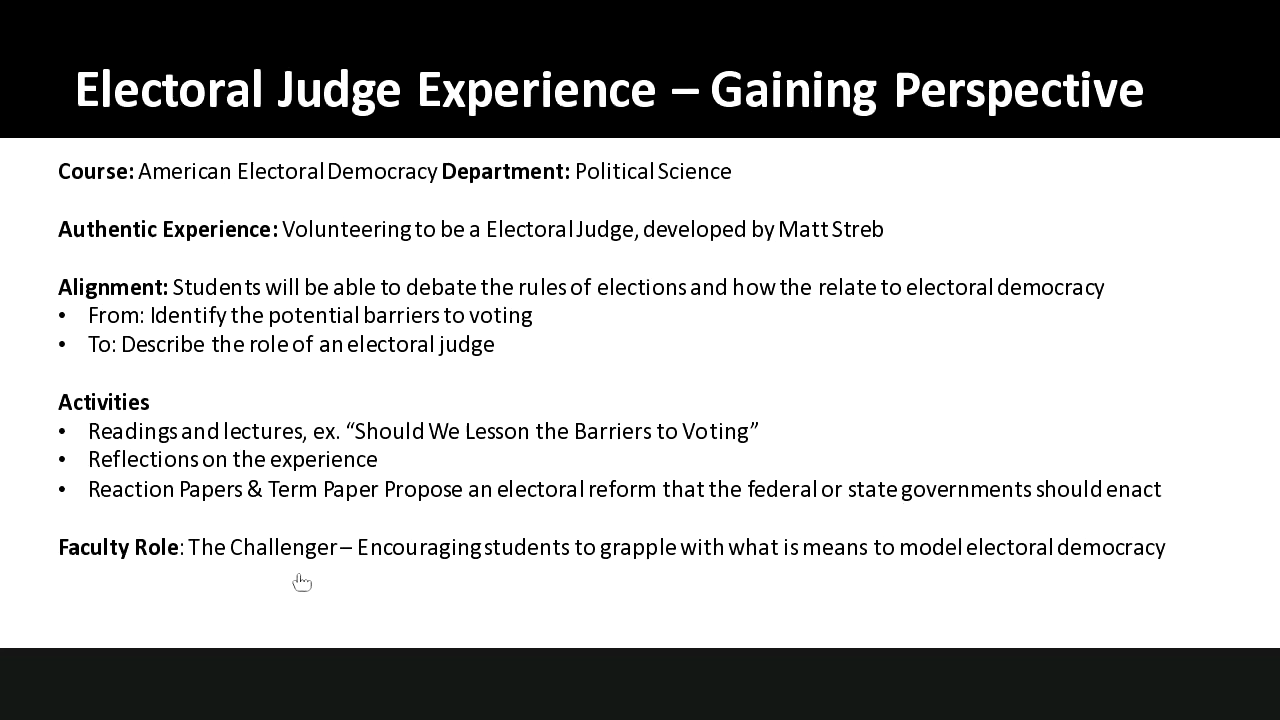 Electoral Judge Experience – Gaining Perspective
Course: American Electoral Democracy Department: Political Science
Authentic Experience: Volunteering to be a Electoral Judge, developed by Matt Streb
Alignment: Students will be able to debate the rules of elections and how the relate to electoral democracy
• From: Identify the potential barriers to voting
• To: Describe the role of an electoral judge
Activities
• Readings and lectures, ex. “Should We Lesson the Barriers to Voting”
• Reflections on the experience
• Reaction Papers & Term Paper Propose an electoral reform that the federal or state governments should enact
Faculty Role: The Challenger – Encouraging students to grapple with what is means to model electoral democracy